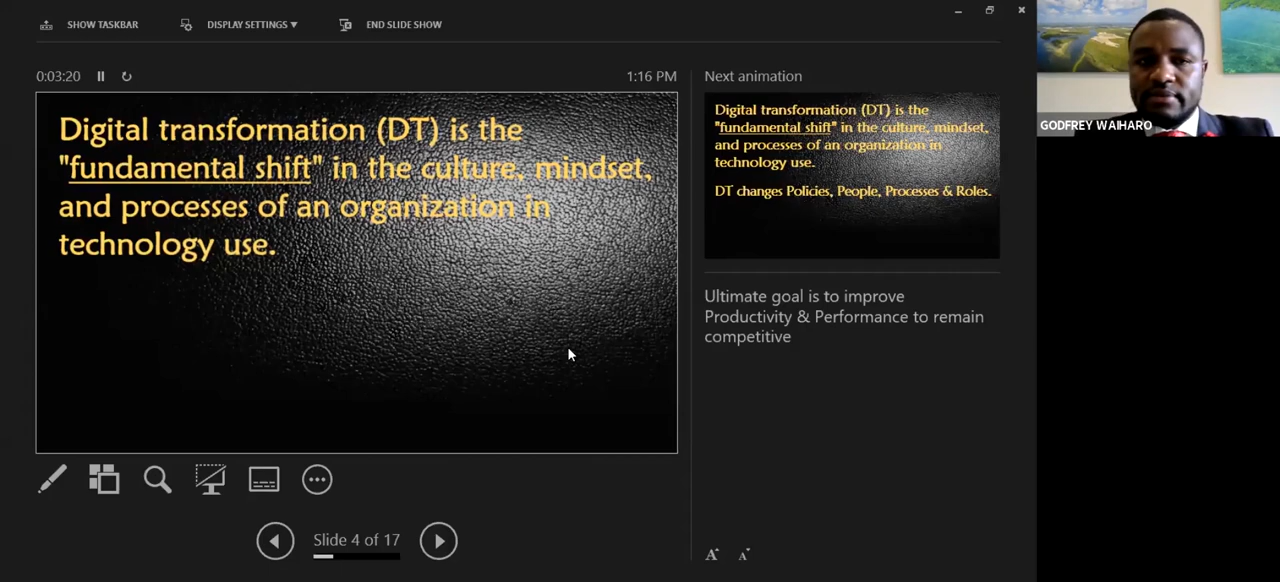 SHOW TASKBAR
DISPLAY SETTINGS ▼
END SLIDE SHOW
0:03:20
1:16 PM
Digital transformation (DT) is the
"fundamental shift" in the culture, mindset,
and processes of an organization in
technology use.
Slide 4 of 17
Next animation
Digital transformation (DT) is the
"fundamental shift" in the culture, mindset,
and processes of an organization in
technology use.
DT changes Policies, People, Processes & Roles.
Ultimate goal is to improve
Productivity & Performance to remain
competitive
A A
GODFREY WAIHARO